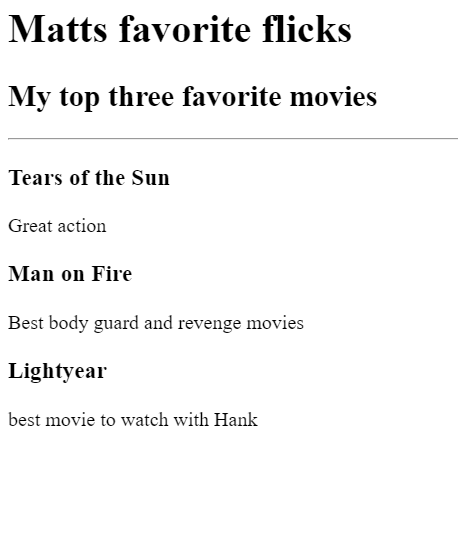 Matts favorite flicks
My top three favorite movies
Tears of the Sun
Great action
Man on Fire
Best body guard and revenge movies
Lightyear
best movie to watch with Hank